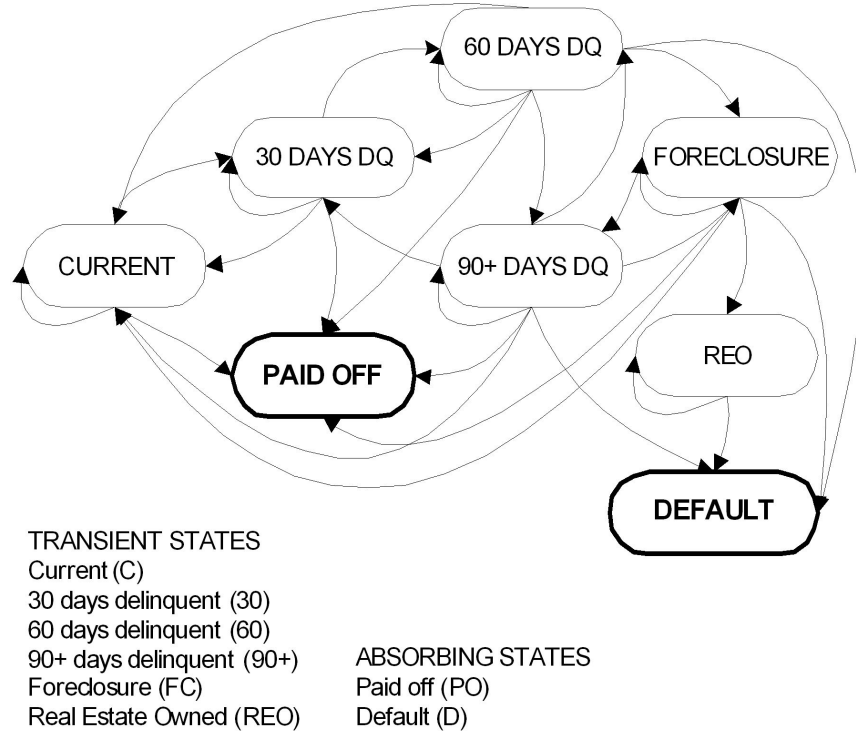 60 DAYS DQ
30 DAYS DQ
FORECLOSURE
CURRENT
90+ DAYS DQ
REO
PAID OFF
DEFAULT
TRANSIENT STATES
Current (C)
30 days delinquent (30)
60 days delinquent (60)
90+ days delinquent (90+)
Foreclosure (FC)
Real Estate Owned (REO)
ABSORBING STATES
Paid off (PO)
Default (D)